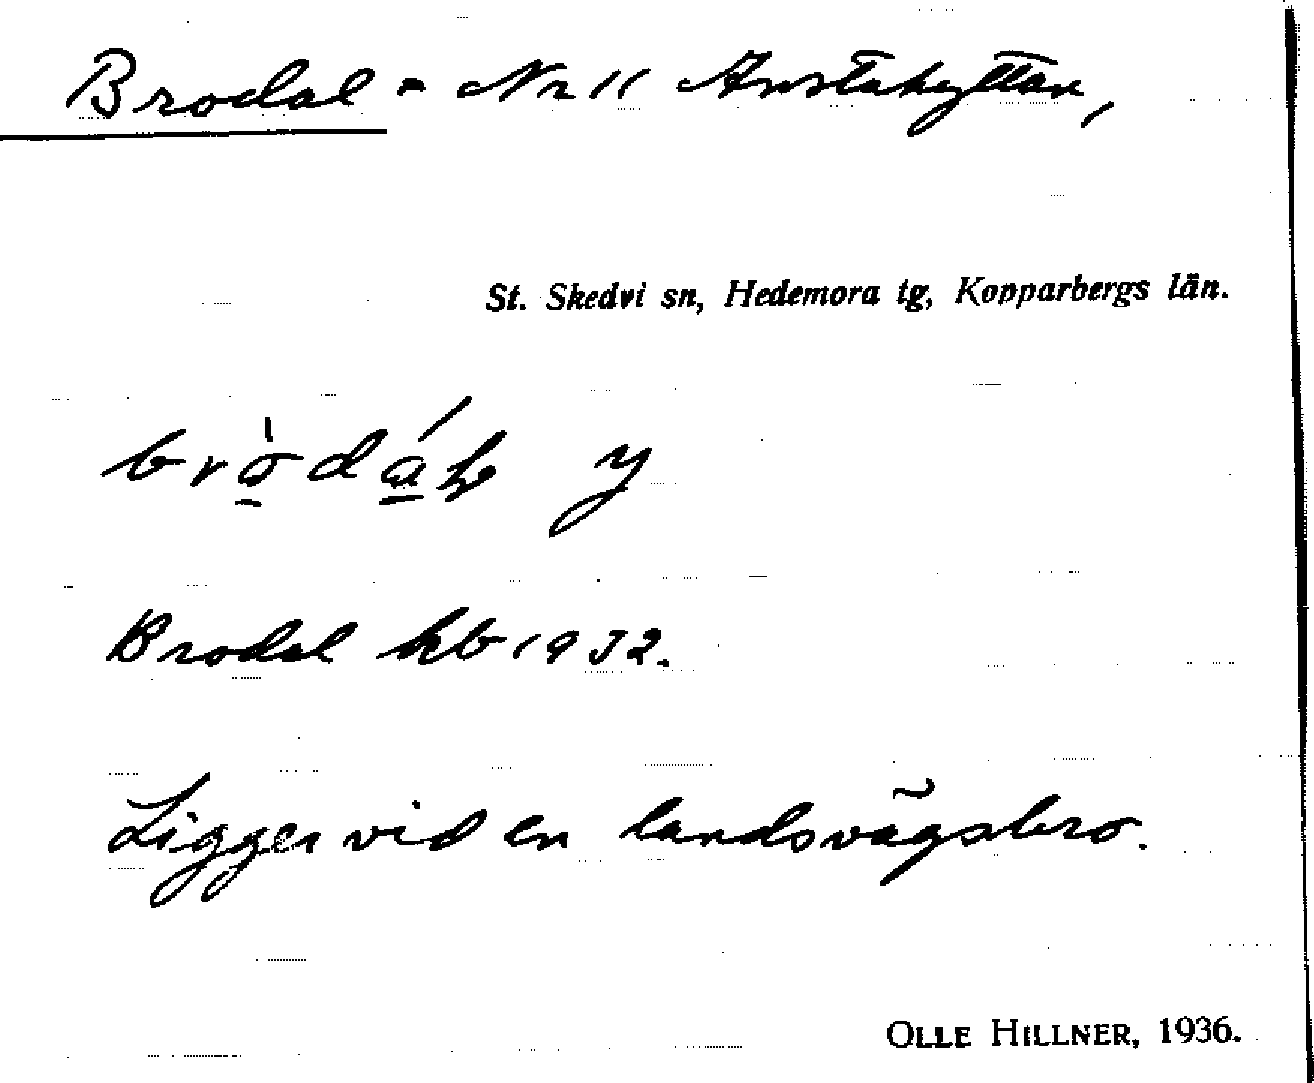 Brodal = Nr 11 Anstahyttan,
St. Skedvi sn, Hedemora tg, Kopparbergs län.
y
Brodal kb 1932.
Ligger vid en landsvägsbro.
OLLE HILLNER, 1936.